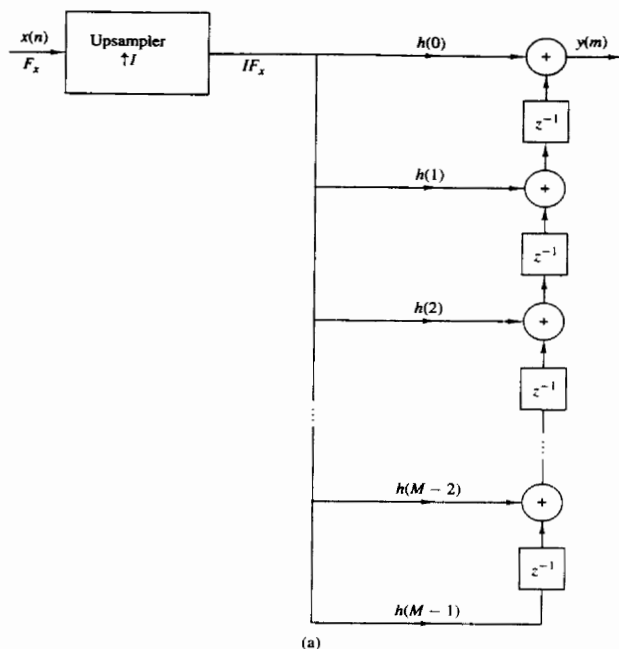 x(n)
F_x
Upsampler
↑I
IF_x
h(0)
+
y(m)
z⁻¹
h(1)
+
z⁻¹
h(2)
+
z⁻¹
...
...
h(M − 2)
+
z⁻¹
h(M − 1)
(a)